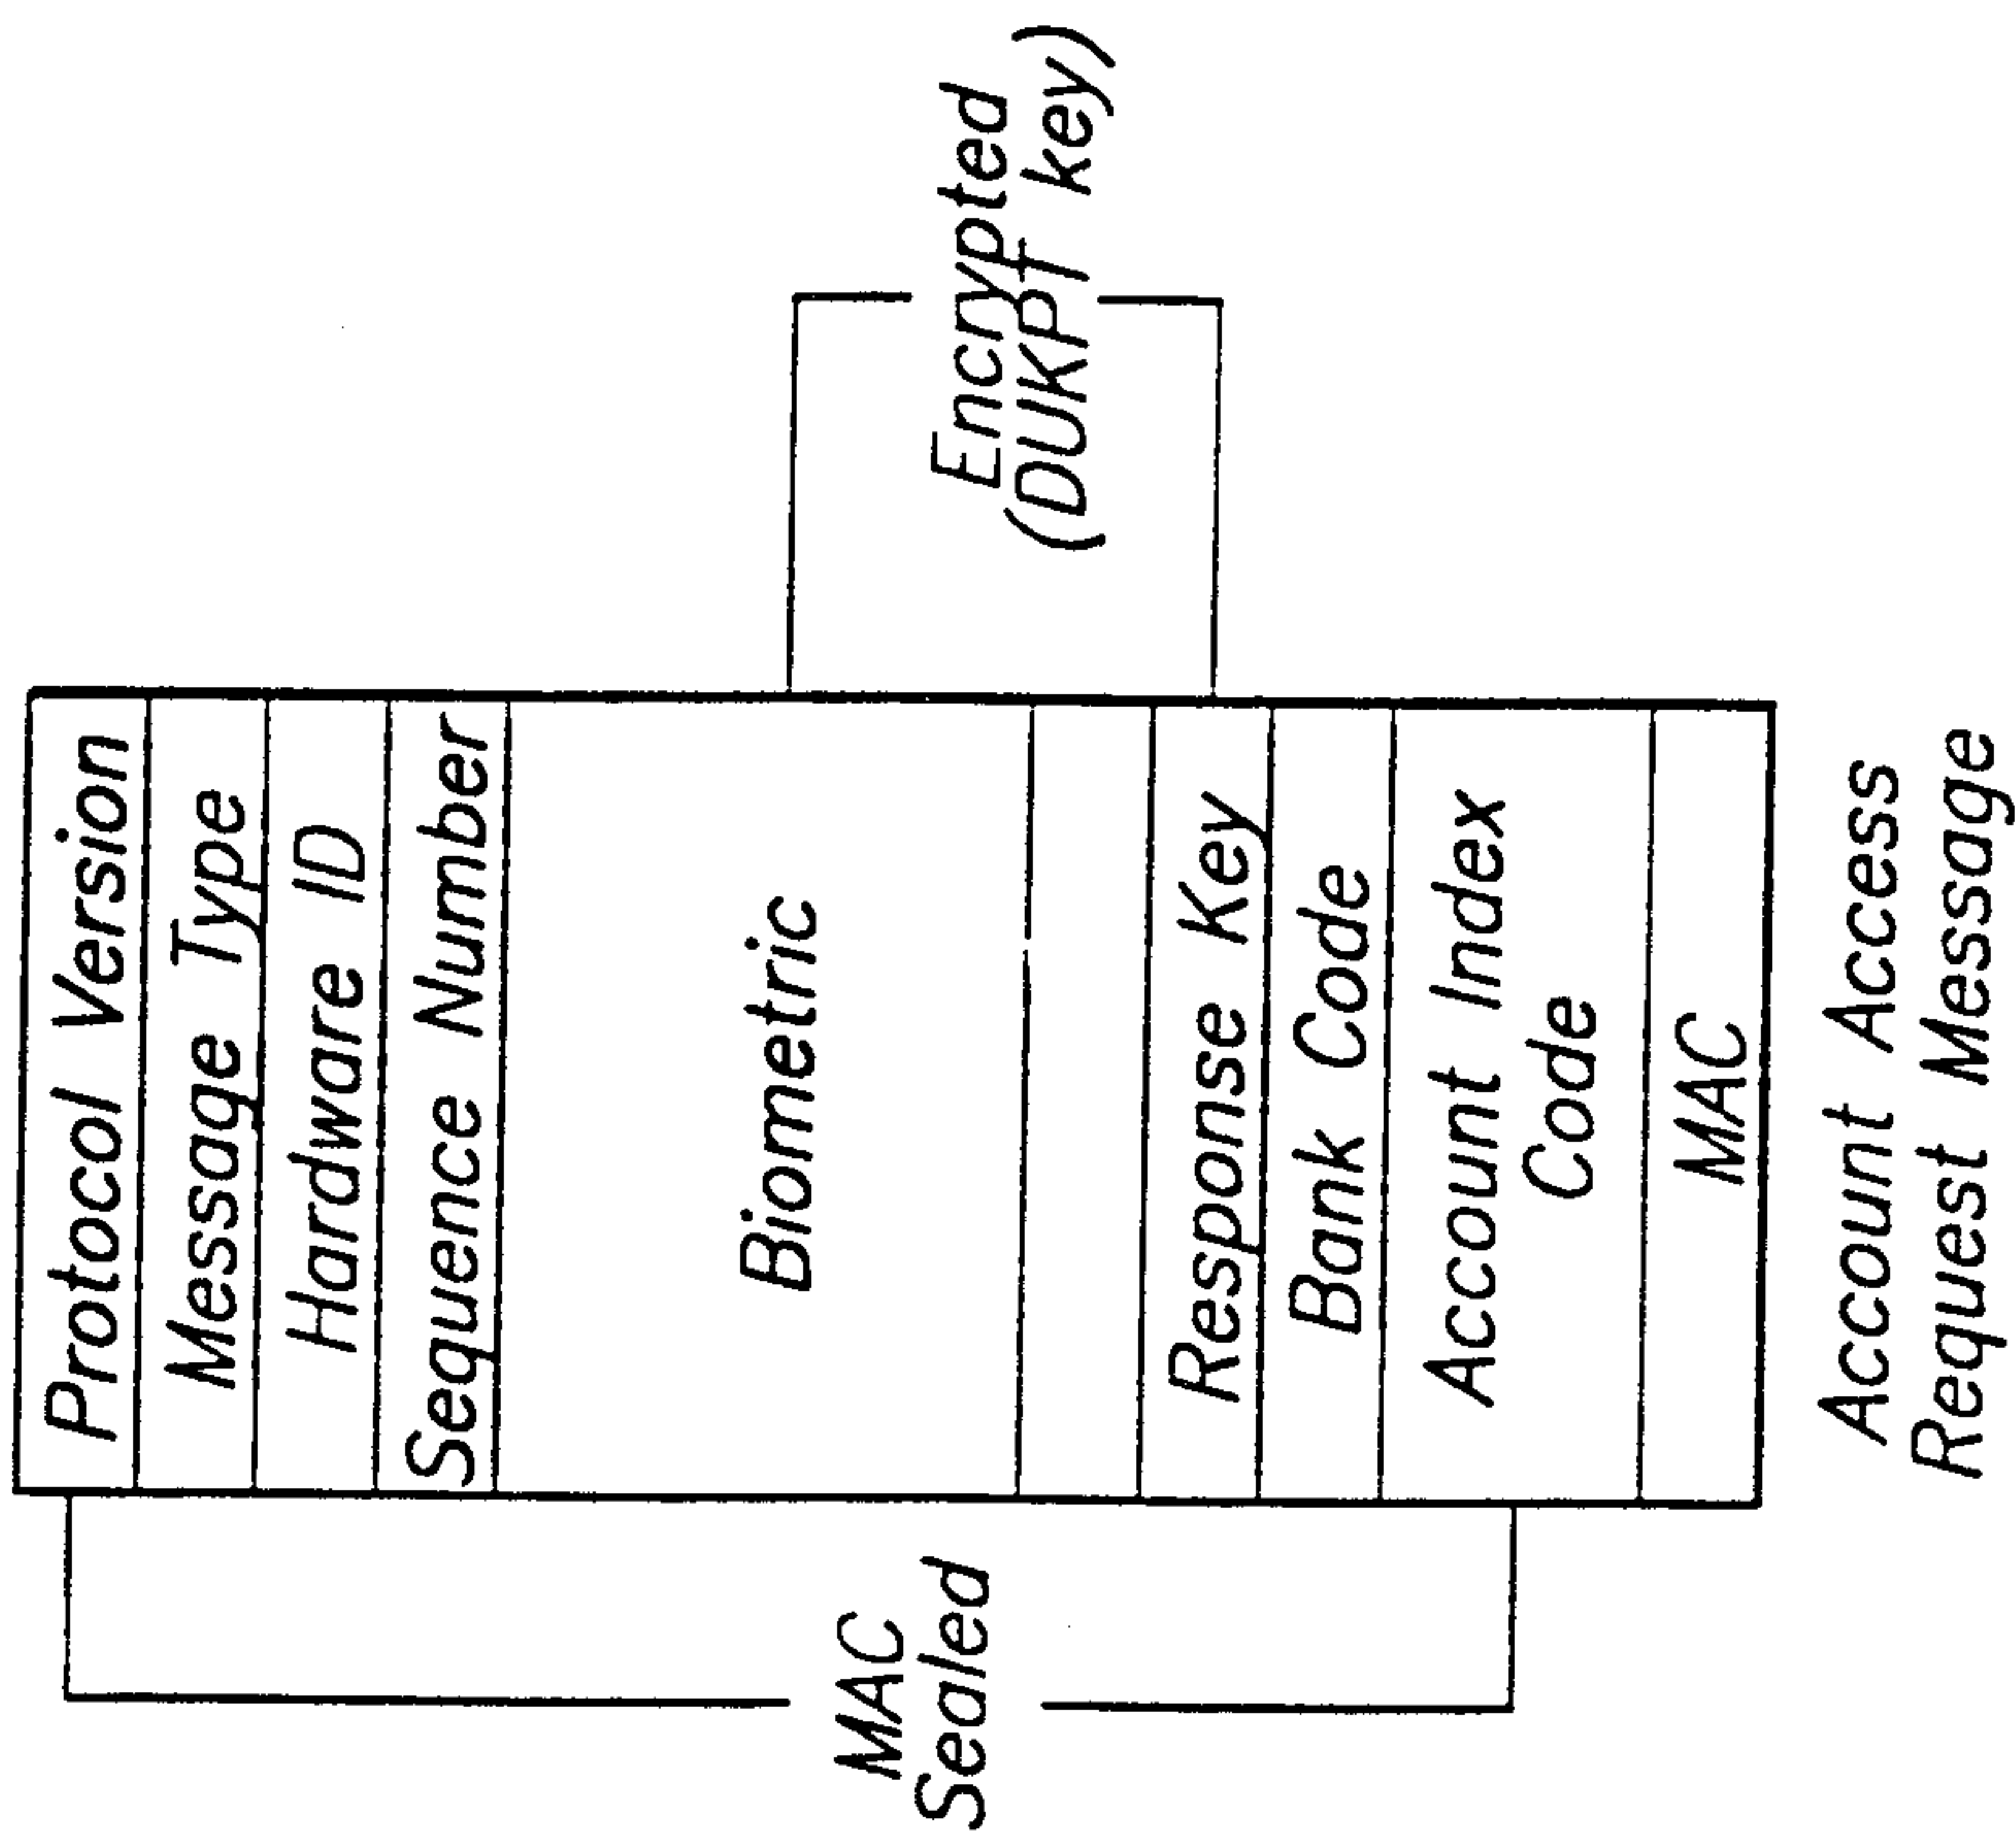 Protocol Version
Message Type
Hardware ID
Sequence Number
Biometric
Response Key
Bank Code
Account Index
Code
MAC
MAC
Sealed
Encrypted
(DUKPT key)
Account Access
Request Message